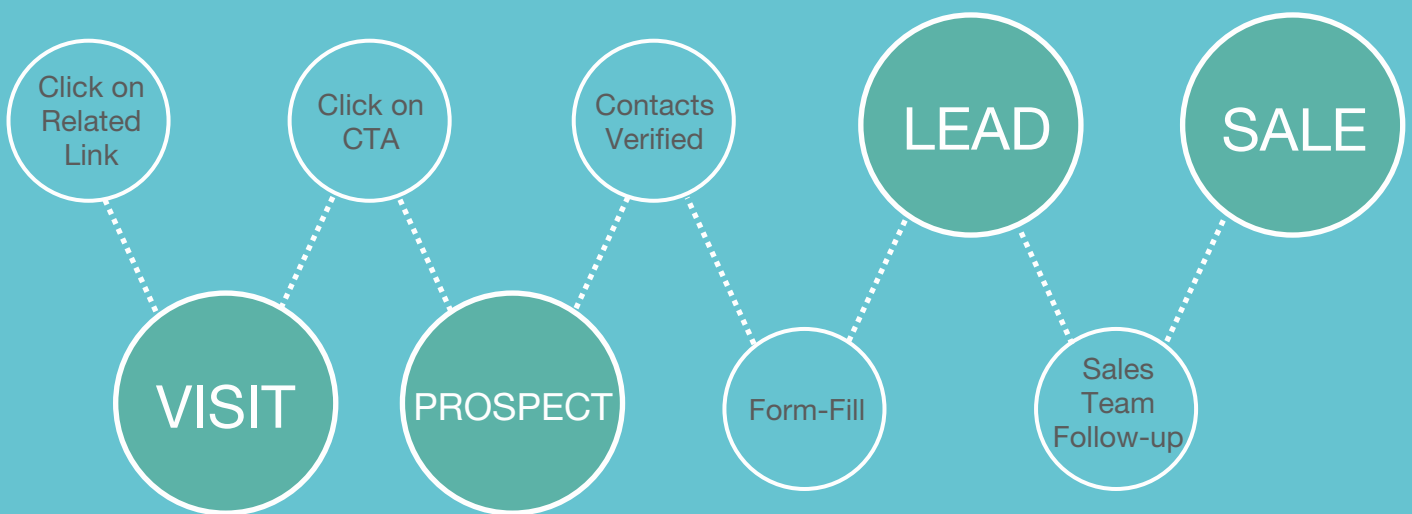 Click on
Related
Link
VISIT
Click on
CTA
PROSPECT
Contacts
Verified
Form-Fill
LEAD
Sales
Team
Follow-up
SALE